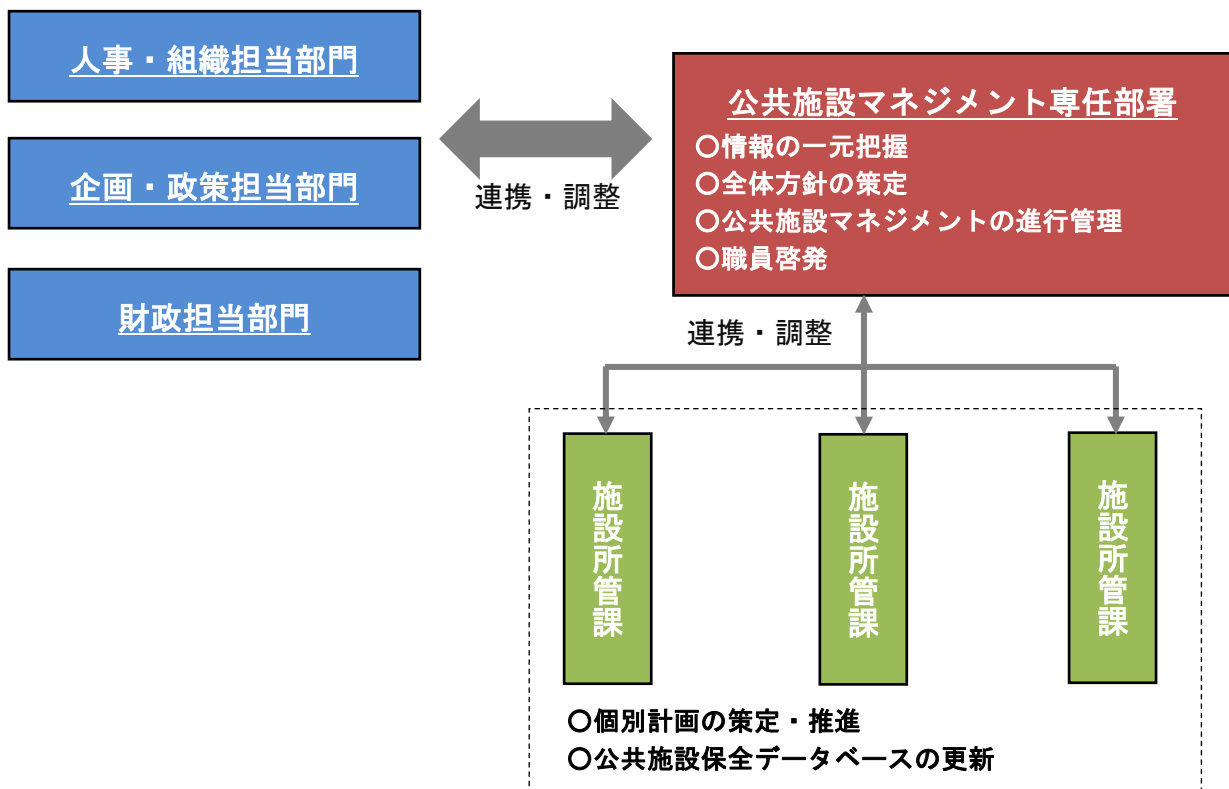 人事・組織担当部門
企画・政策担当部門
財政担当部門
連携・調整
公共施設マネジメント専任部署
○情報の一元把握
○全体方針の策定
○公共施設マネジメントの進行管理
○職員啓発
連携・調整
施設所管課
施設所管課
施設所管課
○個別計画の策定・推進
○公共施設保全データベースの更新